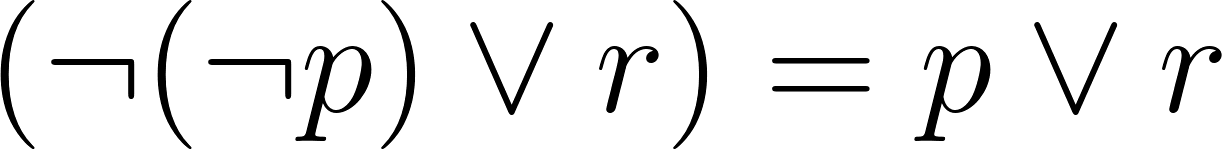 (¬(¬p) ∨ r) = p ∨ r